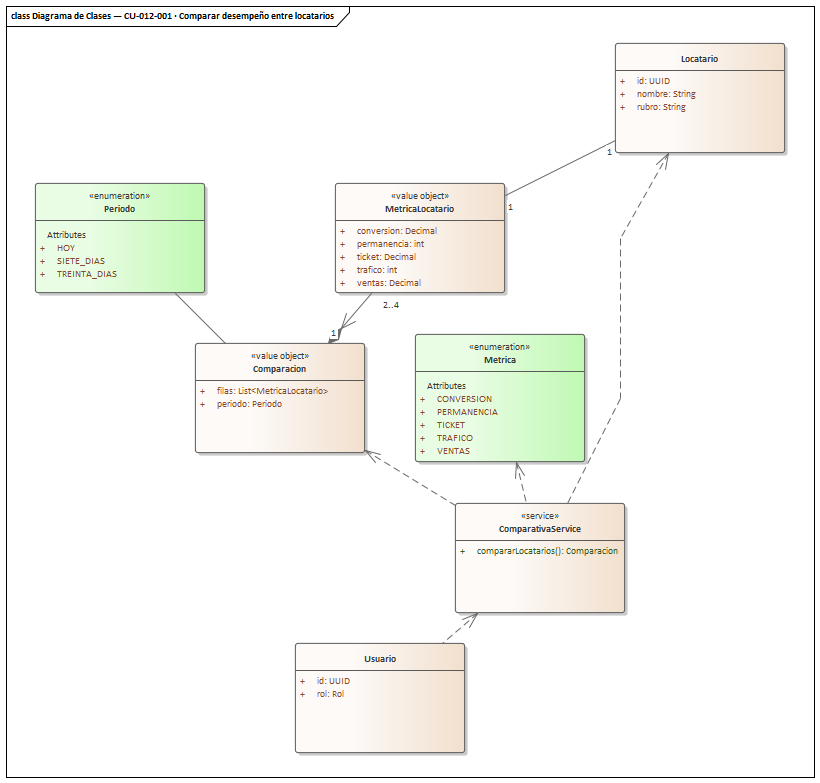 class Diagrama de Clases — CU-012-001 · Comparar desempeño entre locatarios
Locatario
+ id: UUID
+ nombre: String
+ rubro: String
1
«enumeration»
Periodo
Attributes
+ HOY
+ SIETE_DIAS
+ TREINTA_DIAS
«value object»
MetricaLocatario
+ conversion: Decimal
+ permanencia: int
+ ticket: Decimal
+ trafico: int
+ ventas: Decimal
1
2..4
1
«value object»
Comparacion
+ filas: List<MetricaLocatario>
+ periodo: Periodo
«enumeration»
Metrica
Attributes
+ CONVERSION
+ PERMANENCIA
+ TICKET
+ TRAFICO
+ VENTAS
«service»
ComparativaService
+ compararLocatarios(): Comparacion
Usuario
+ id: UUID
+ rol: Rol